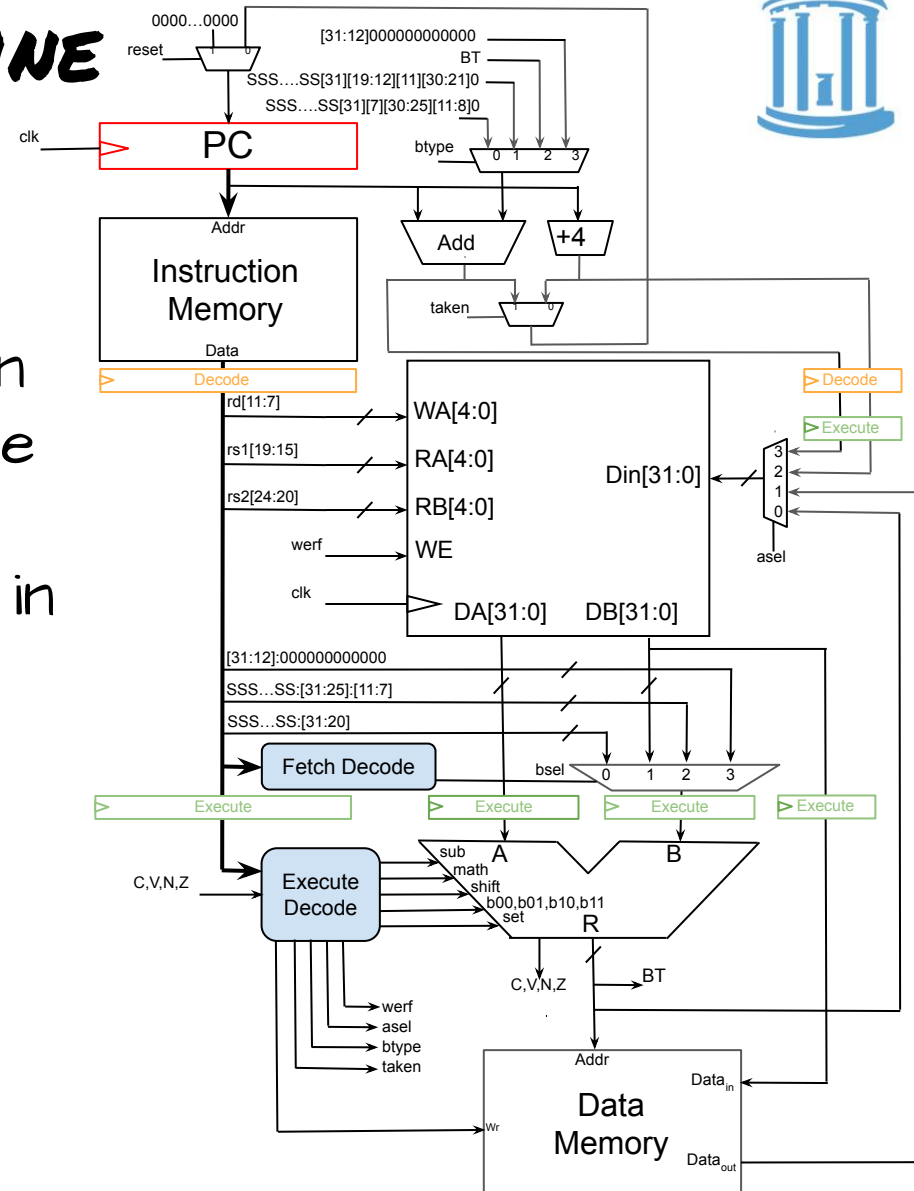 INE
n
e
in
0000...0000
1 0
reset
[31:12]000000000000
BT
SSS....SS[31][19:12][11][30:21]0
SSS....SS[31][7][30:25][11:8]0
clk
PC
btype
0 1 2 3
Addr
Instruction
Memory
Data
Add
+4
taken
1 0
Decode
Decode
Execute
rd[11:7]
WA[4:0]
rs1[19:15]
RA[4:0]
rs2[24:20]
RB[4:0]
werf
WE
clk
Din[31:0]
3
2
1
0
asel
DA[31:0] DB[31:0]
[31:12]:000000000000
SSS...SS:[31:25]:[11:7]
SSS...SS:[31:20]
Fetch Decode
bsel
0 1 2 3
Execute
Execute
Execute
Execute
A B
sub
math
shift
b00,b01,b10,b11
set
R
C,V,N,Z
Execute
Decode
C,V,N,Z
BT
werf
asel
btype
taken
Addr
Data in
Wr
Data
Memory
Data out